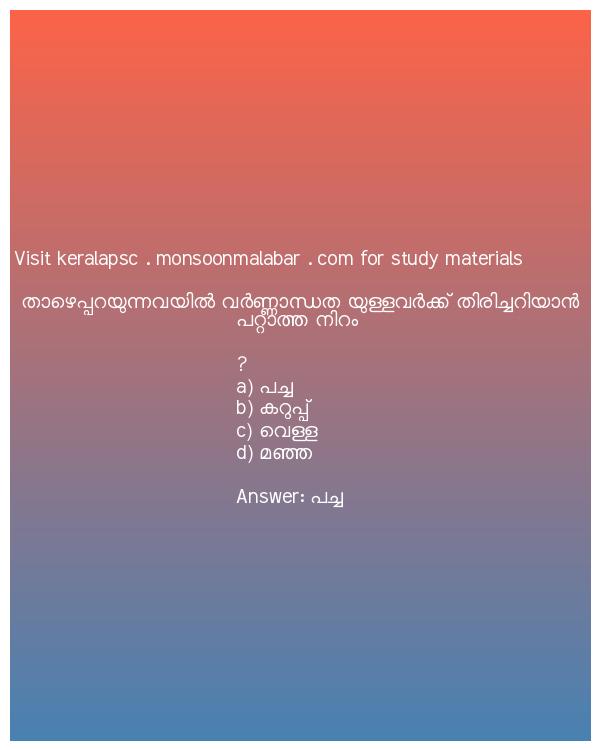 Visit keralapsc . monsoonmalabar . com for study materials
താഴെപ്പറയുന്നവയിൽ വർണ്ണാന്ധത യുള്ളവർക്ക് തിരിച്ചറിയാൻ
പറ്റാത്ത നിറം
?
a) പച്ച
b) കറുപ്പ്
c) വെള്ള
d) മഞ്ഞ
Answer: പച്ച